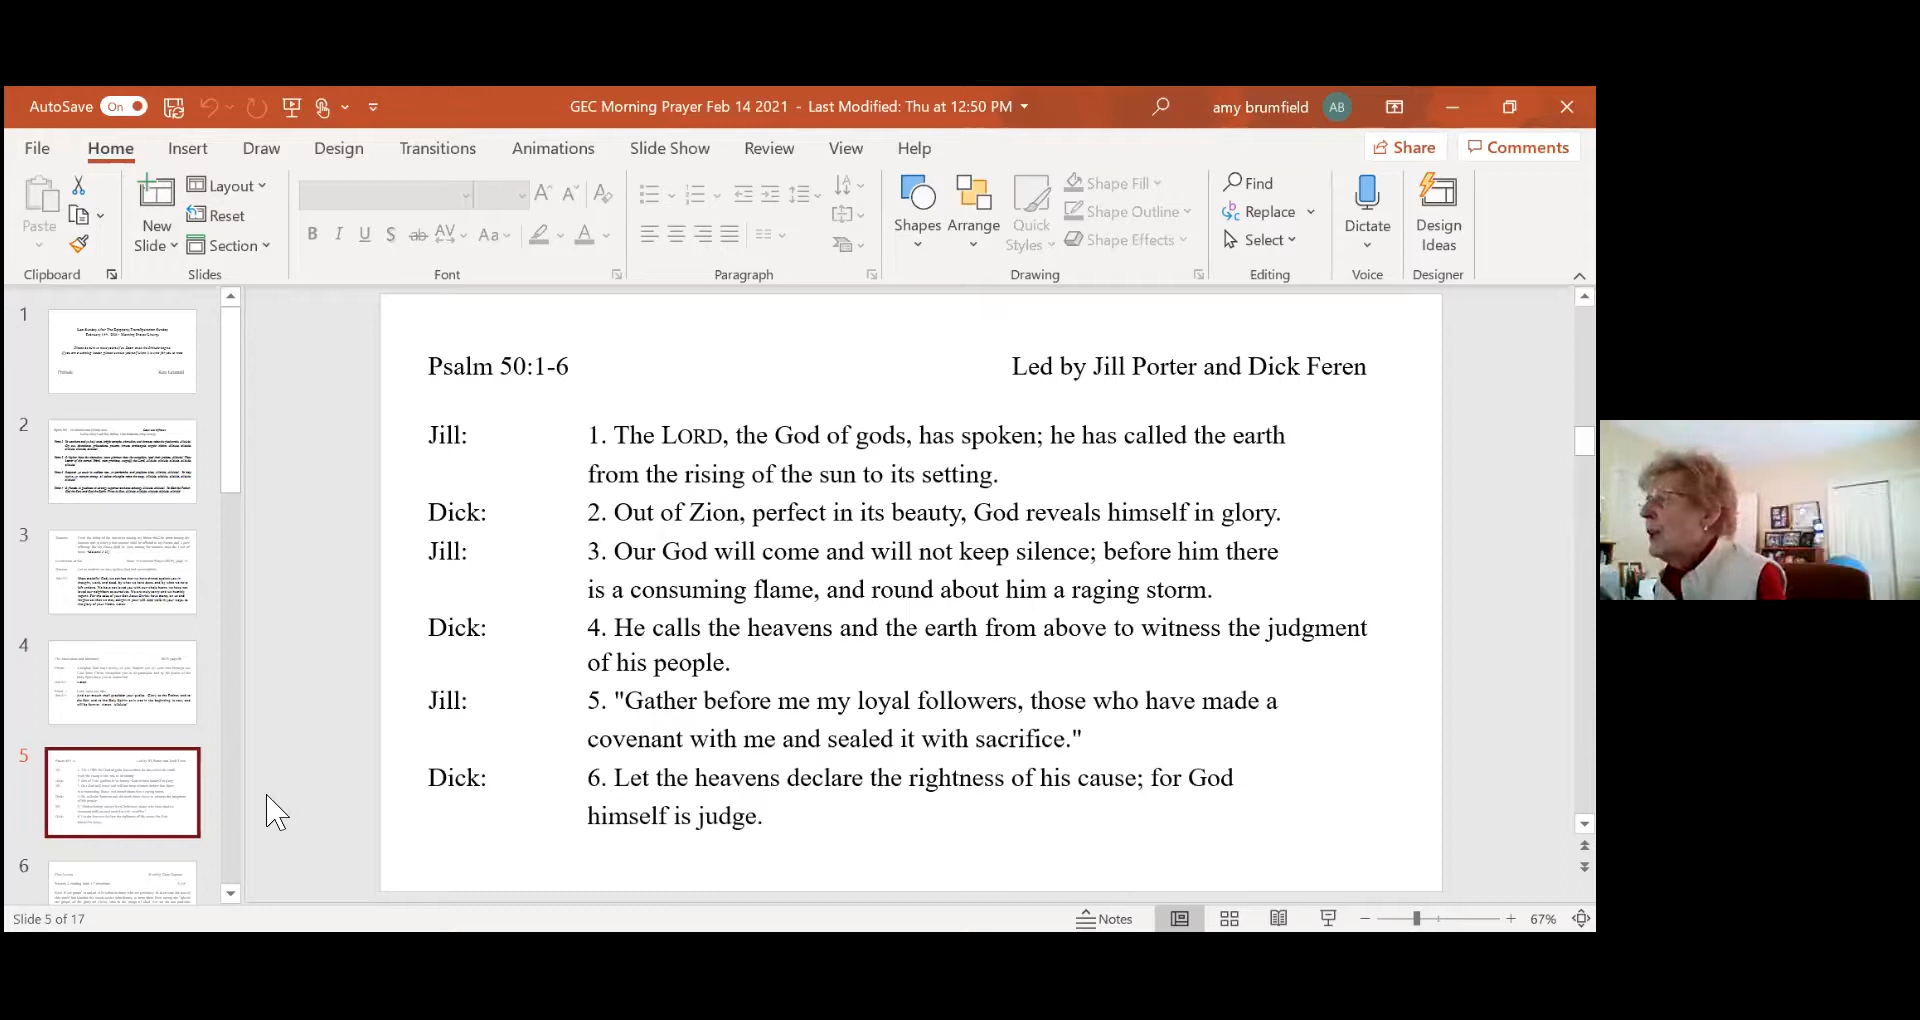 AutoSave On
GEC Morning Prayer Feb 14 2021 - Last Modified: Thu at 12:50 PM
amy brumfield AB
File Home Insert Draw Design Transitions Animations Slide Show Review View Help
Share Comments
Paste
New
Slide
Layout
Reset
Section
B I U S ab AV Aa A
Shapes Arrange Quick
Styles
Shape Fill
Shape Outline
Shape Effects
Find
Replace
Select
Dictate
Design
Ideas
Clipboard Slides Font Paragraph Drawing Editing Voice Designer
1
2
3
4
5
6
Psalm 50:1-6 Led by Jill Porter and Dick Feren
Jill: 1. The LORD, the God of gods, has spoken; he has called the earth
from the rising of the sun to its setting.
Dick: 2. Out of Zion, perfect in its beauty, God reveals himself in glory.
Jill: 3. Our God will come and will not keep silence; before him there
is a consuming flame, and round about him a raging storm.
Dick: 4. He calls the heavens and the earth from above to witness the judgment
of his people.
Jill: 5. "Gather before me my loyal followers, those who have made a
covenant with me and sealed it with sacrifice."
Dick: 6. Let the heavens declare the rightness of his cause; for God
himself is judge.
Slide 5 of 17
Notes
67%